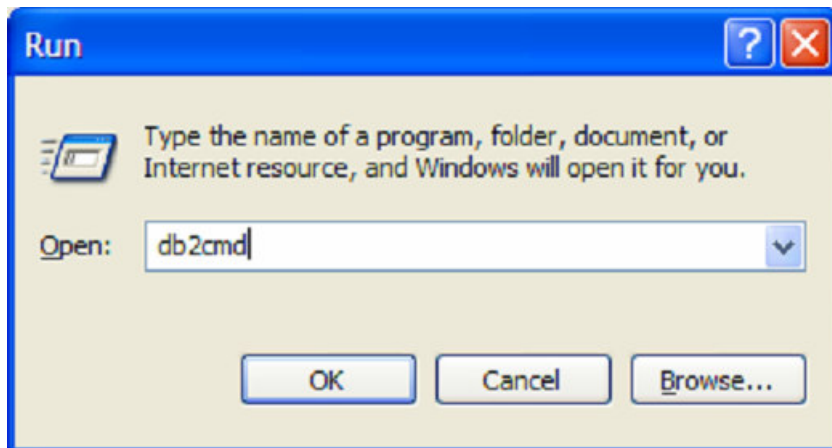 Run
Type the name of a program, folder, document, or
Internet resource, and Windows will open it for you.
Open: db2cmd
OK Cancel Browse...